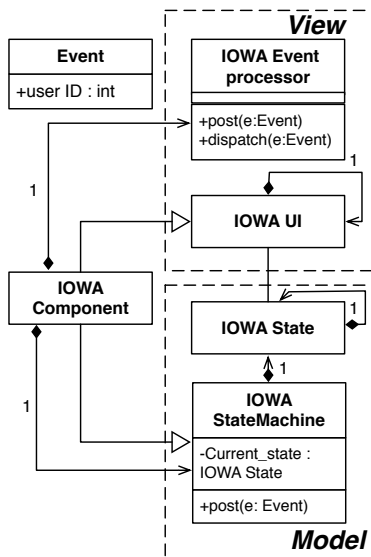 View
Event
+user ID : int
IOWA Event
processor
+post(e:Event)
+dispatch(e:Event)
1
1
IOWA UI
IOWA
Component
IOWA State
1
1
1
IOWA
StateMachine
-Current_state :
IOWA State
+post(e: Event)
Model